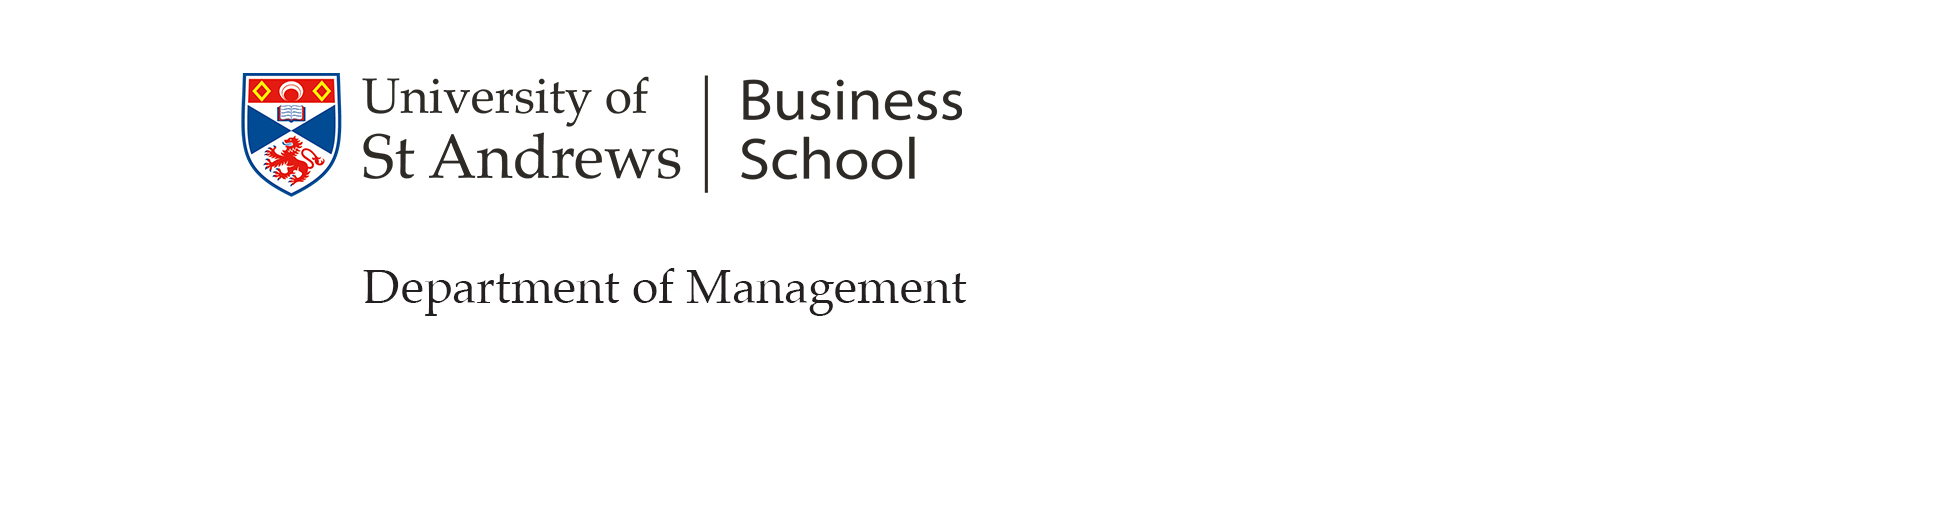 University of
St Andrews
Business
School
Department of Management